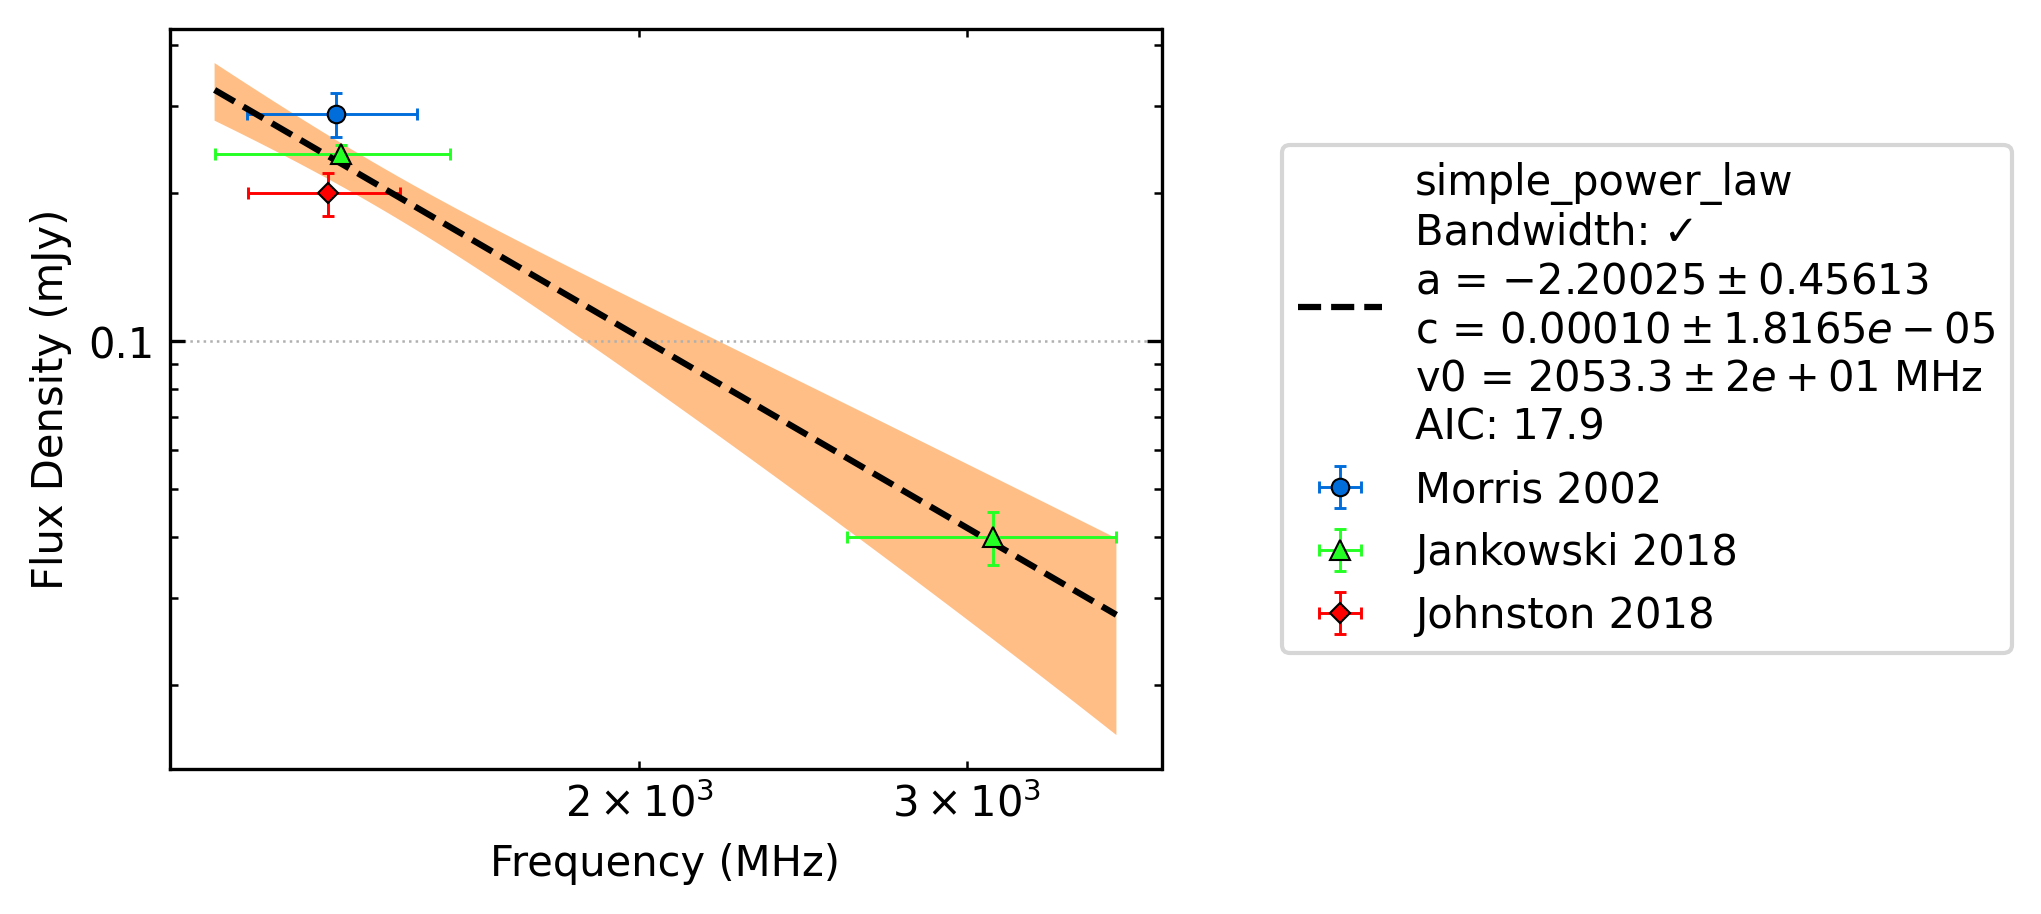 Flux Density (mJy)
0.1
2 × 10³
3 × 10³
Frequency (MHz)
simple_power_law
Bandwidth: ✓
a = −2.20025 ± 0.45613
c = 0.00010 ± 1.8165e − 05
v0 = 2053.3 ± 2e + 01 MHz
AIC: 17.9
Morris 2002
Jankowski 2018
Johnston 2018